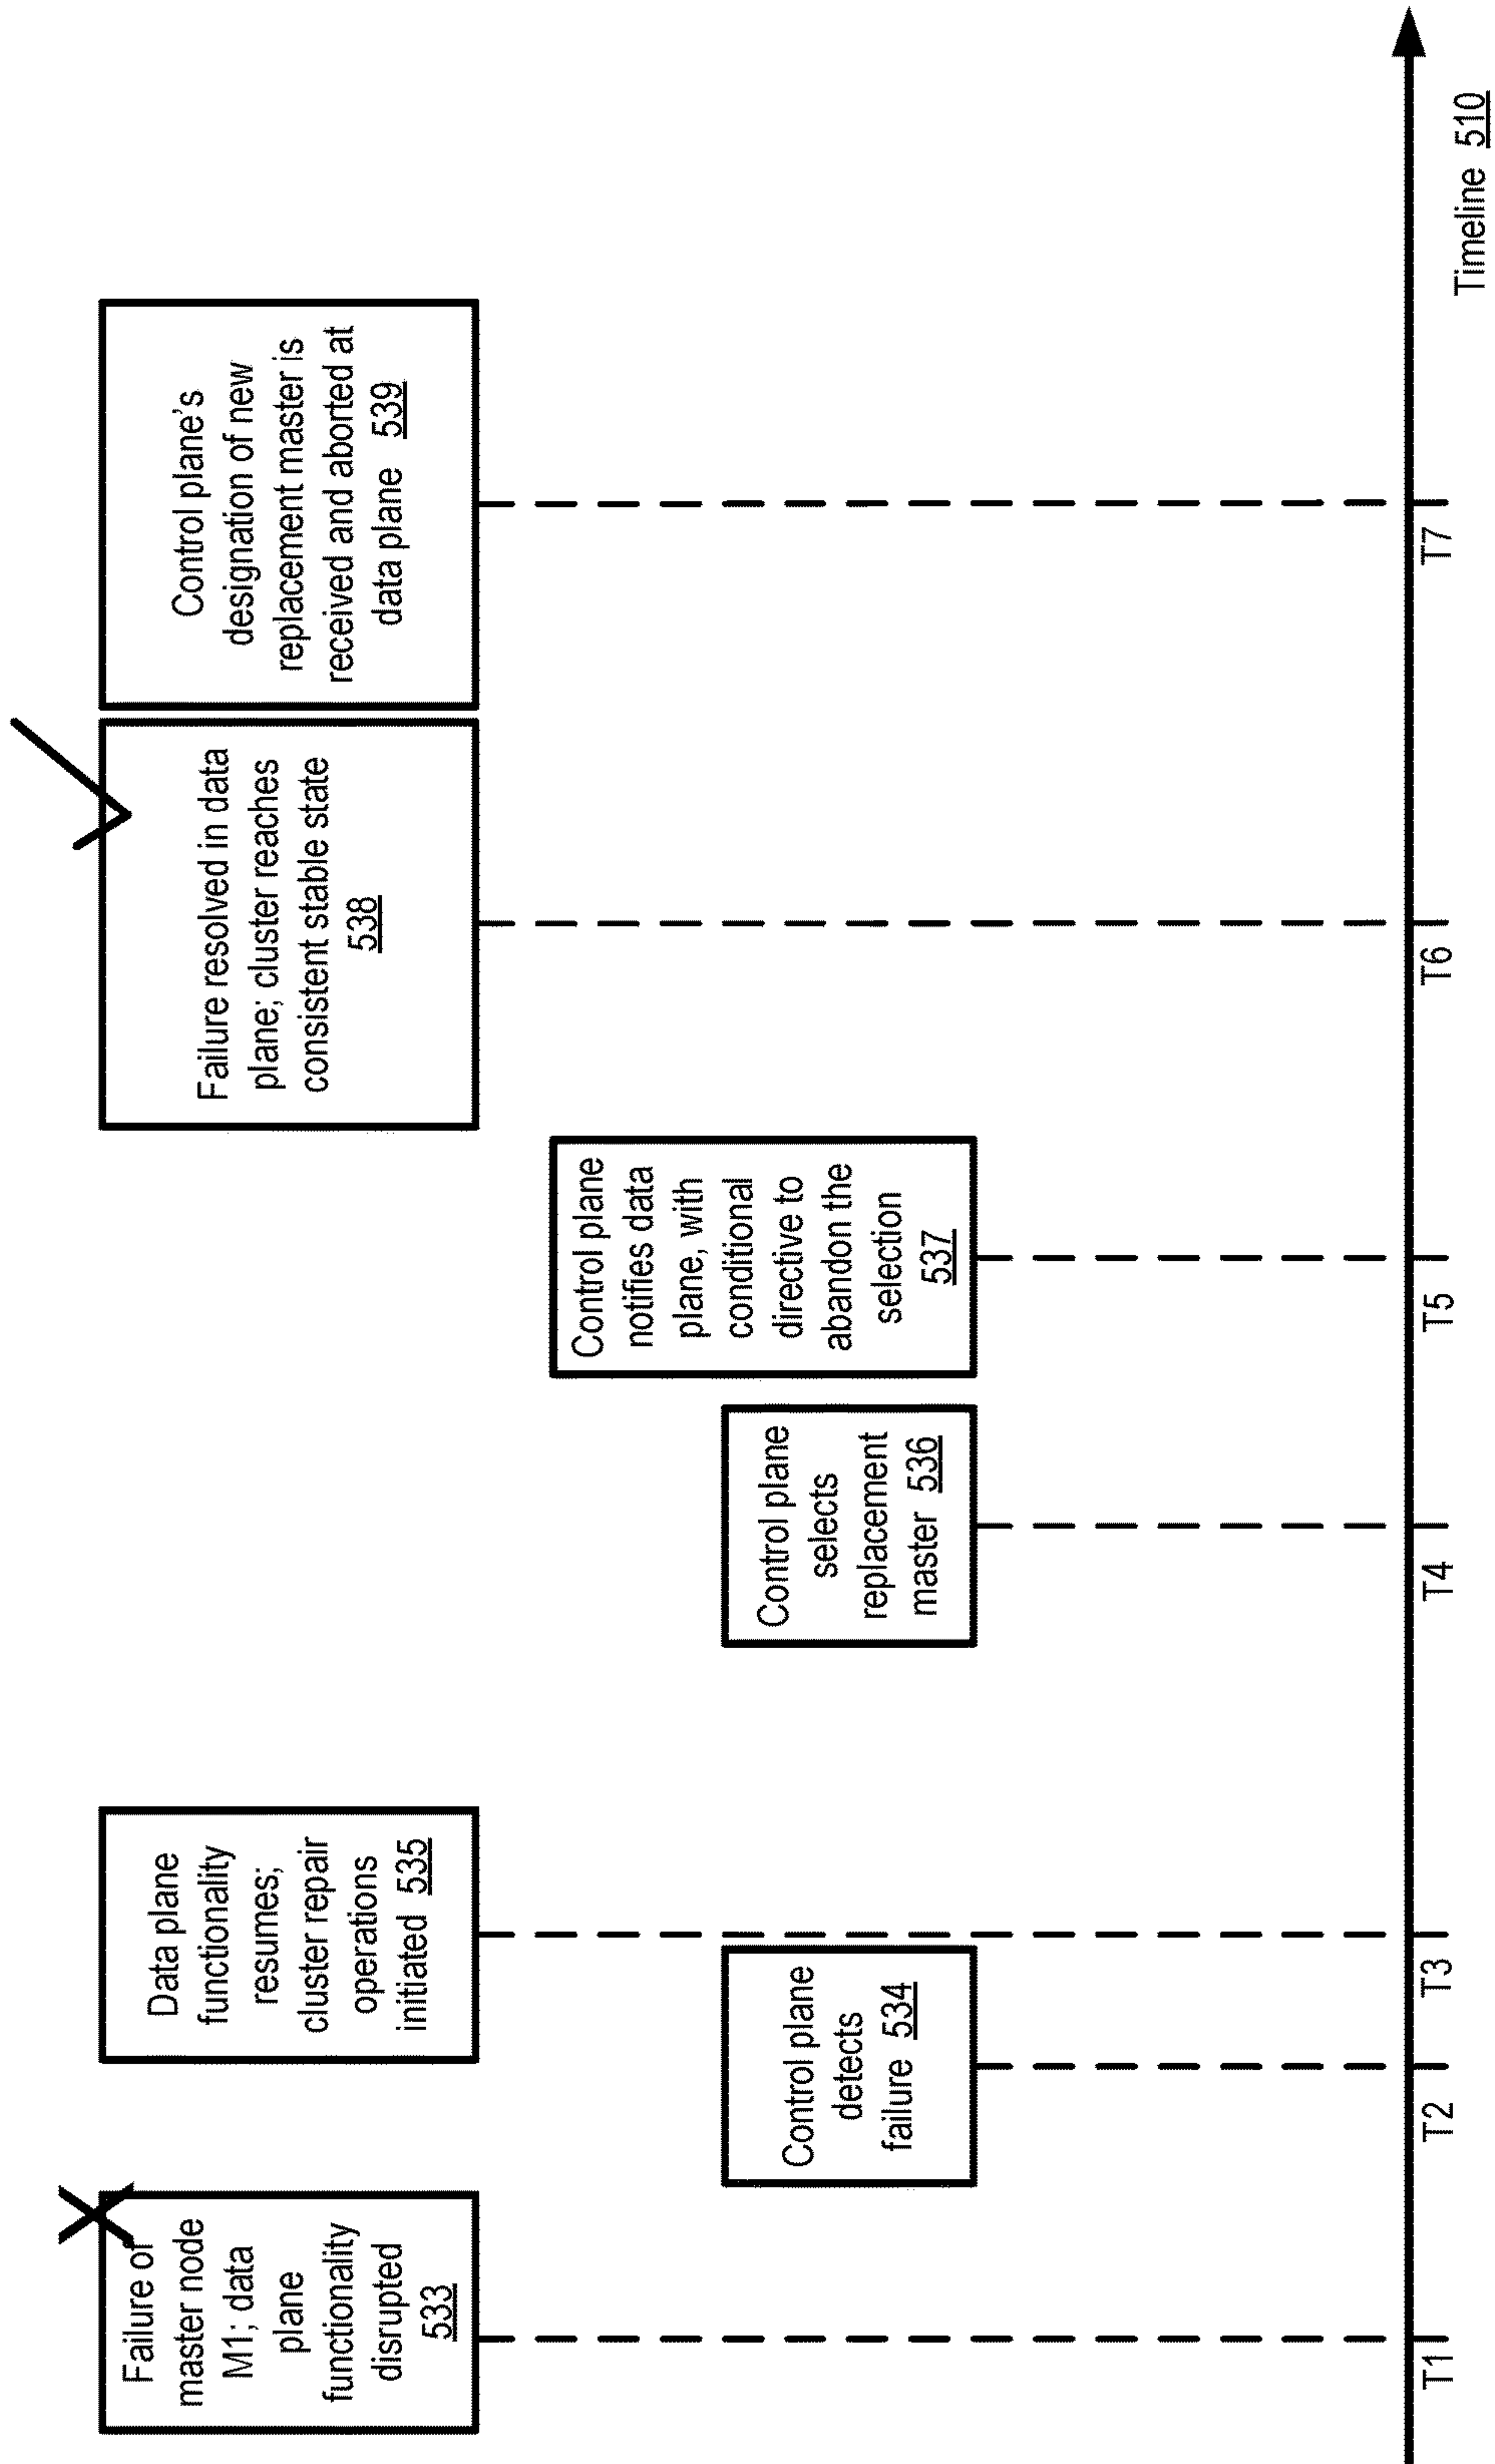 Failure of
master node
M1; data
plane
functionality
disrupted
533
Data plane
functionality
resumes;
cluster repair
operations
initiated 535
Failure resolved in data
plane; cluster reaches
consistent stable state
538
Control plane's
designation of new
replacement master is
received and aborted at
data plane 539
Control plane
detects
failure 534
Control plane
selects
replacement
master 536
Control plane
notifies data
plane, with
conditional
directive to
abandon the
selection
537
T1
T2
T3
T4
T5
T6
T7
Timeline 510